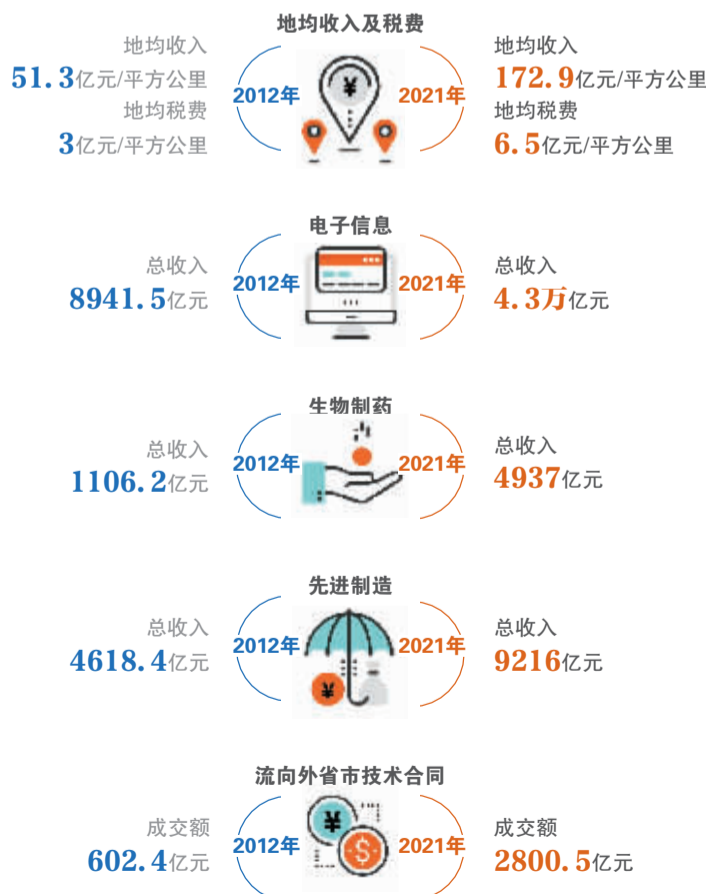 地均收入及税费
地均收入
51.3亿元/平方公里
地均税费
3亿元/平方公里
2012年
2021年
地均收入
172.9亿元/平方公里
地均税费
6.5亿元/平方公里
电子信息
总收入
8941.5亿元
2012年
2021年
总收入
4.3万亿元
生物制药
总收入
1106.2亿元
2012年
2021年
总收入
4937亿元
先进制造
总收入
4618.4亿元
2012年
2021年
总收入
9216亿元
流向外省市技术合同
成交额
602.4亿元
2012年
2021年
成交额
2800.5亿元